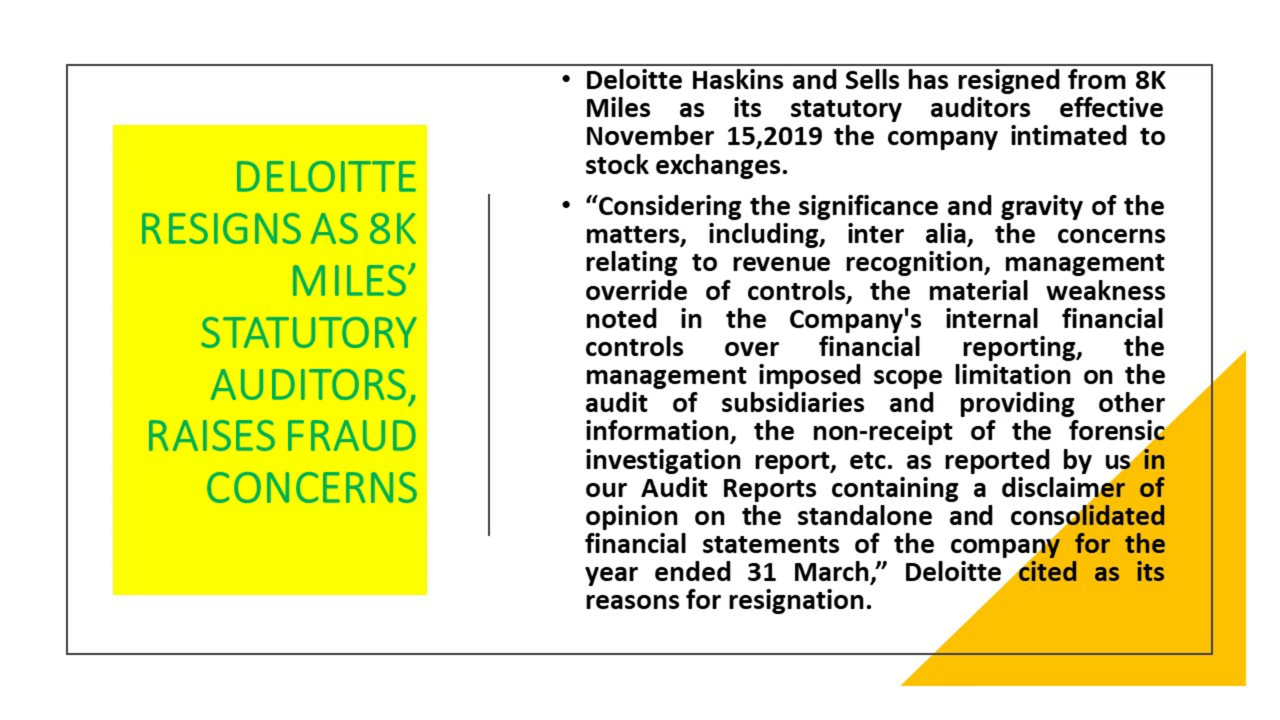 DELOITTE
RESIGNS AS 8K
MILES’
STATUTORY
AUDITORS,
RAISES FRAUD
CONCERNS
• Deloitte Haskins and Sells has resigned from 8K
Miles as its statutory auditors effective
November 15,2019 the company intimated to
stock exchanges.
• “Considering the significance and gravity of the
matters, including, inter alia, the concerns
relating to revenue recognition, management
override of controls, the material weakness
noted in the Company's internal financial
controls over financial reporting, the
management imposed scope limitation on the
audit of subsidiaries and providing other
information, the non-receipt of the forensic
investigation report, etc. as reported by us in
our Audit Reports containing a disclaimer of
opinion on the standalone and consolidated
financial statements of the company for the
year ended 31 March,” Deloitte cited as its
reasons for resignation.